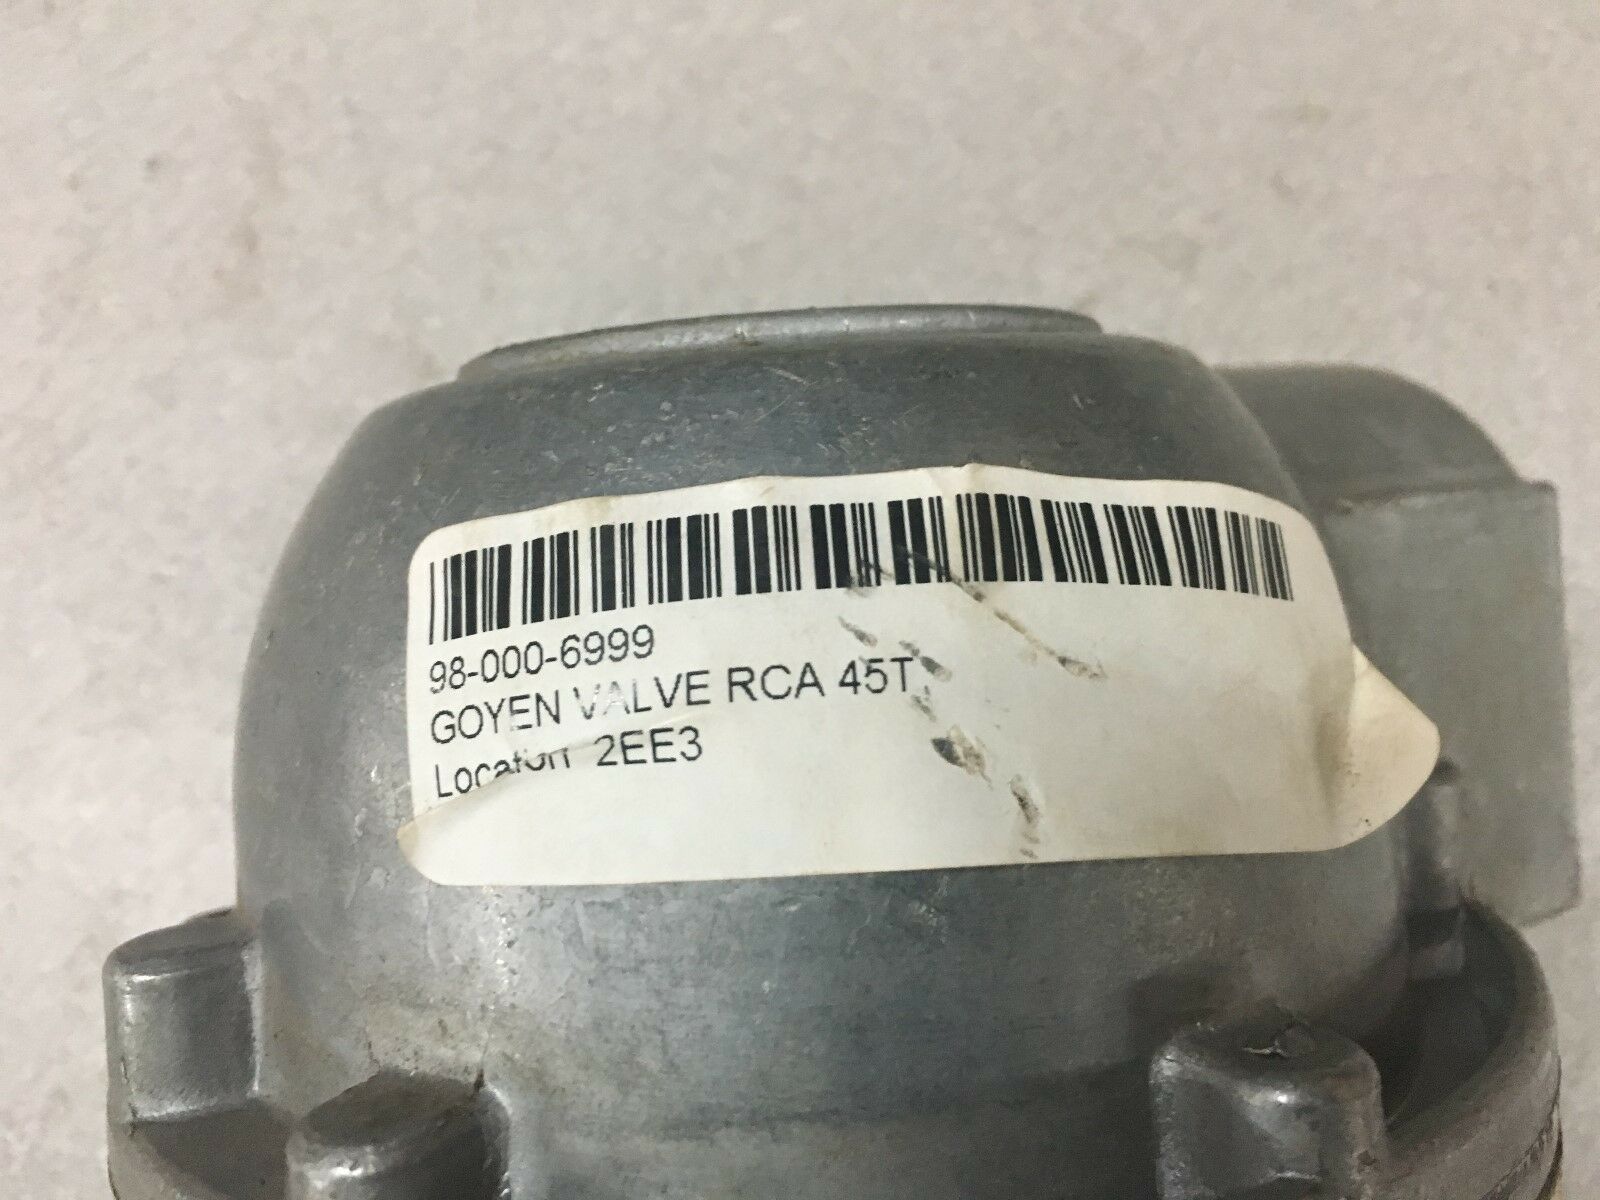 98-000-6999
GOYEN VALVE RCA 45T
Location 2EE3